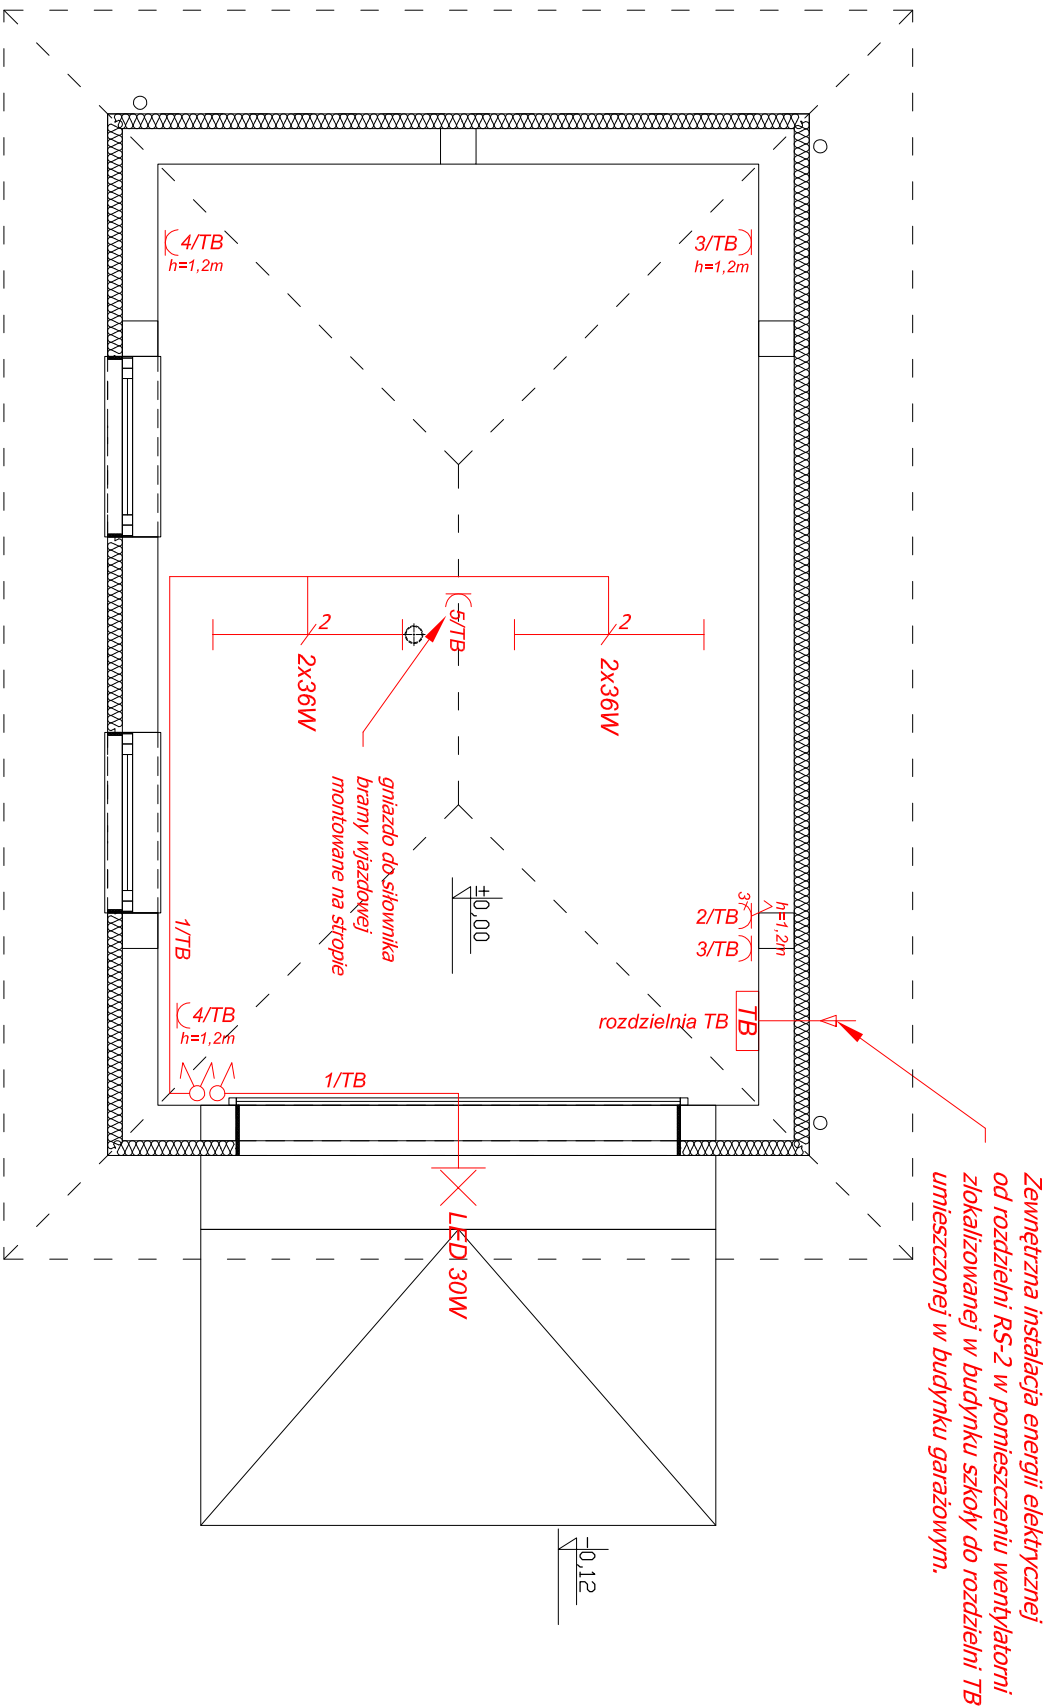 4/TB
h=1,2m
3/TB
h=1,2m
2
2x36W
5/TB
2
2x36W
gniazdo do siłownika
bramy wjazdowej
montowane na stropie
±0,00
3x
h=1,2m
2/TB
3/TB
rozdzielnia TB
TB
1/TB
4/TB
h=1,2m
1/TB
LED 30W
-0,12
Zewnętrzna instalacja energii elektrycznej
od rozdzielni RS-2 w pomieszczeniu wentylatorni
zlokalizowanej w budynku szkoły do rozdzielni TB
umieszczonej w budynku garażowym.